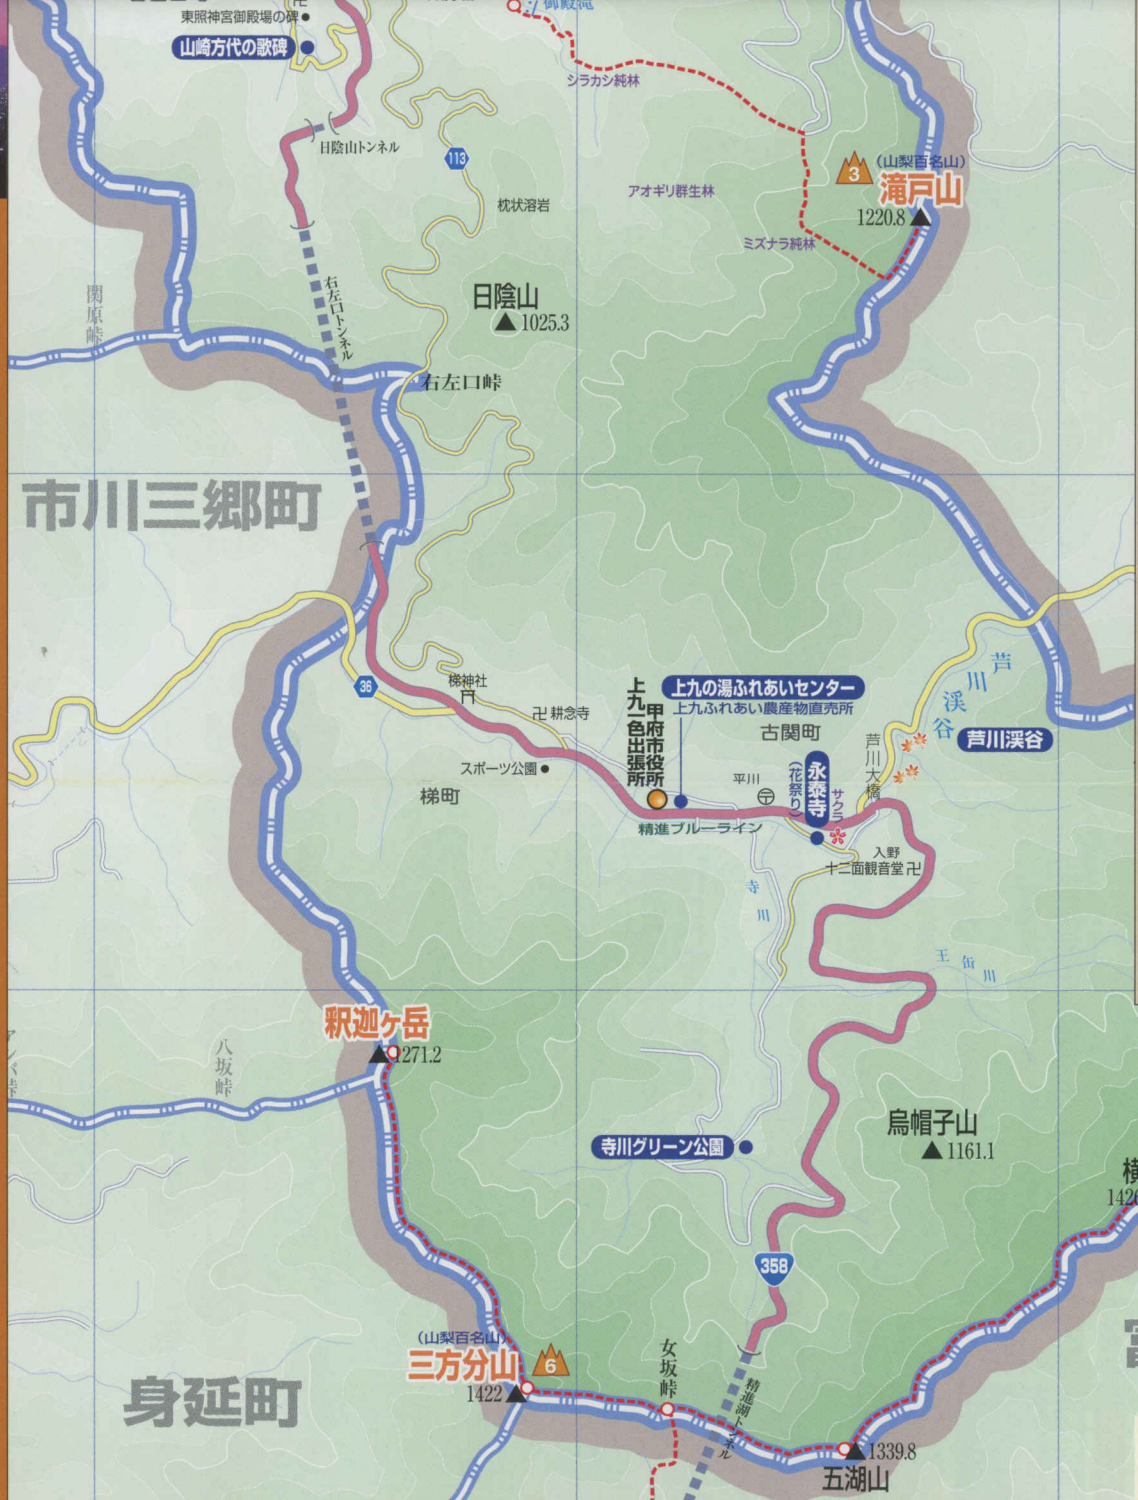 東照神宮御殿場の碑
山崎方代の歌碑
御殿滝
シラカシ純林
日陰山トンネル
113
枕状溶岩
アオギリ群生林
ミズナラ純林
3
(山梨百名山)
滝戸山
1220.8
関原峠
右左口トンネル
日陰山
1025.3
右左口峠
市川三郷町
36
梯神社
耕念寺
スポーツ公園
梯町
上九一色出張所
甲府市役所
上九の湯ふれあいセンター
上九ふれあい農産物直売所
古関町
平川
永泰寺
(花祭り)
サクラ
芦川大橋
芦川渓谷
芦川渓谷
精進ブルーライン
入野
十二面観音堂
寺川
王缶川
釈迦ヶ岳
1271.2
八坂峠
寺川グリーン公園
烏帽子山
1161.1
1426
358
(山梨百名山)
三方分山
6
1422
女坂峠
精進湖トンネル
身延町
1339.8
五湖山